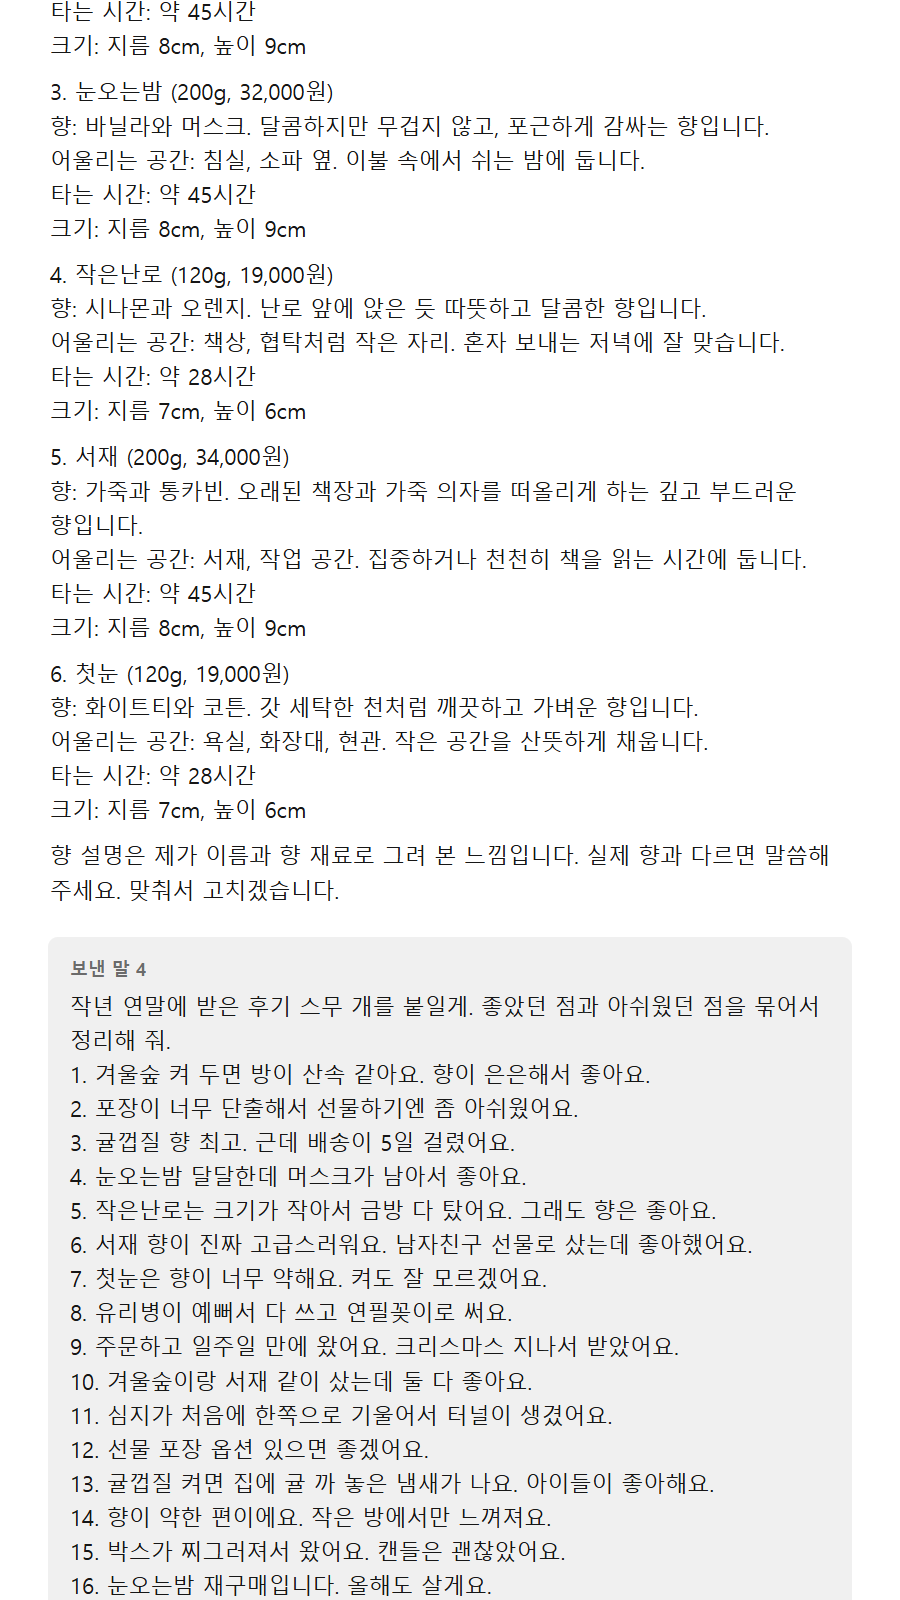 타는 시간: 약 45시간
크기: 지름 8cm, 높이 9cm
3. 눈오는밤 (200g, 32,000원)
향: 바닐라와 머스크. 달콤하지만 무겁지 않고, 포근하게 감싸는 향입니다.
어울리는 공간: 침실, 소파 옆. 이불 속에서 쉬는 밤에 둡니다.
타는 시간: 약 45시간
크기: 지름 8cm, 높이 9cm
4. 작은난로 (120g, 19,000원)
향: 시나몬과 오렌지. 난로 앞에 앉은 듯 따뜻하고 달콤한 향입니다.
어울리는 공간: 책상, 협탁처럼 작은 자리. 혼자 보내는 저녁에 잘 맞습니다.
타는 시간: 약 28시간
크기: 지름 7cm, 높이 6cm
5. 서재 (200g, 34,000원)
향: 가죽과 통카빈. 오래된 책장과 가죽 의자를 떠올리게 하는 깊고 부드러운
향입니다.
어울리는 공간: 서재, 작업 공간. 집중하거나 천천히 책을 읽는 시간에 둡니다.
타는 시간: 약 45시간
크기: 지름 8cm, 높이 9cm
6. 첫눈 (120g, 19,000원)
향: 화이트티와 코튼. 갓 세탁한 천처럼 깨끗하고 가벼운 향입니다.
어울리는 공간: 욕실, 화장대, 현관. 작은 공간을 산뜻하게 채웁니다.
타는 시간: 약 28시간
크기: 지름 7cm, 높이 6cm
향 설명은 제가 이름과 향 재료로 그려 본 느낌입니다. 실제 향과 다르면 말씀해
주세요. 맞춰서 고치겠습니다.
보낸 말 4
작년 연말에 받은 후기 스무 개를 붙일게. 좋았던 점과 아쉬웠던 점을 묶어서
정리해 줘.
1. 겨울숲 켜 두면 방이 산속 같아요. 향이 은은해서 좋아요.
2. 포장이 너무 단출해서 선물하기엔 좀 아쉬웠어요.
3. 귤껍질 향 최고. 근데 배송이 5일 걸렸어요.
4. 눈오는밤 달달한데 머스크가 남아서 좋아요.
5. 작은난로는 크기가 작아서 금방 다 탔어요. 그래도 향은 좋아요.
6. 서재 향이 진짜 고급스러워요. 남자친구 선물로 샀는데 좋아했어요.
7. 첫눈은 향이 너무 약해요. 켜도 잘 모르겠어요.
8. 유리병이 예뻐서 다 쓰고 연필꽂이로 써요.
9. 주문하고 일주일 만에 왔어요. 크리스마스 지나서 받았어요.
10. 겨울숲이랑 서재 같이 샀는데 둘 다 좋아요.
11. 심지가 처음에 한쪽으로 기울어서 터널이 생겼어요.
12. 선물 포장 옵션 있으면 좋겠어요.
13. 귤껍질 켜면 집에 귤 까 놓은 냄새가 나요. 아이들이 좋아해요.
14. 향이 약한 편이에요. 작은 방에서만 느껴져요.
15. 박스가 찌그러져서 왔어요. 캔들은 괜찮았어요.
16. 눈오는밤 재구매입니다. 올해도 살게요.